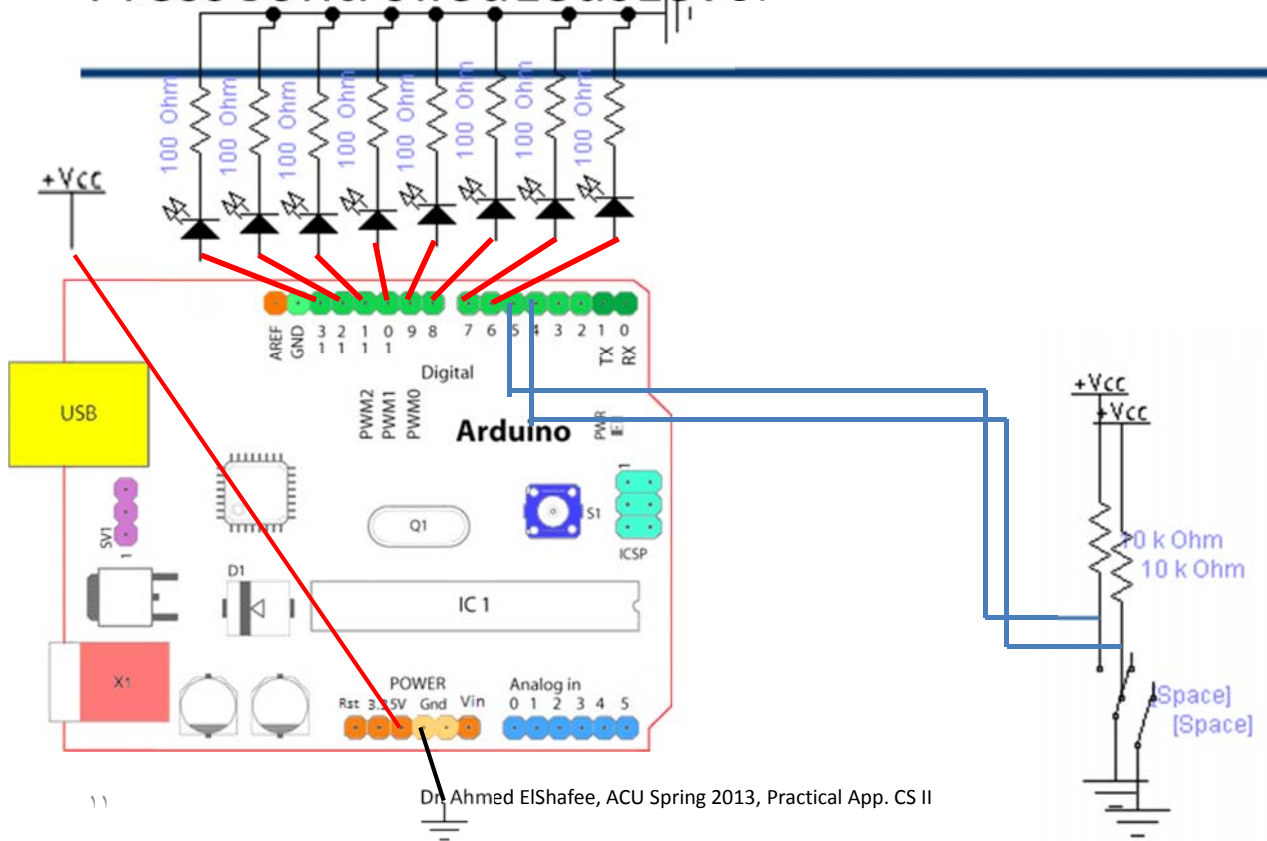 100 Ohm
100 Ohm
100 Ohm
100 Ohm
100 Ohm
100 Ohm
100 Ohm
100 Ohm
+Vcc
AREF
GND
13
12
11
10
9
8
7
6
5
4
3
2
1
0
TX
RX
Digital
PWM2
PWM1
PWM0
PWR
Arduino
USB
SV1
1
Q1
S1
1
ICSP
D1
IC 1
X1
POWER
Rst 3.3 5V Gnd Vin
Analog in
0 1 2 3 4 5
+Vcc
+Vcc
10 k Ohm
10 k Ohm
[Space]
[Space]
١١
Dr. Ahmed ElShafee, ACU Spring 2013, Practical App. CS II